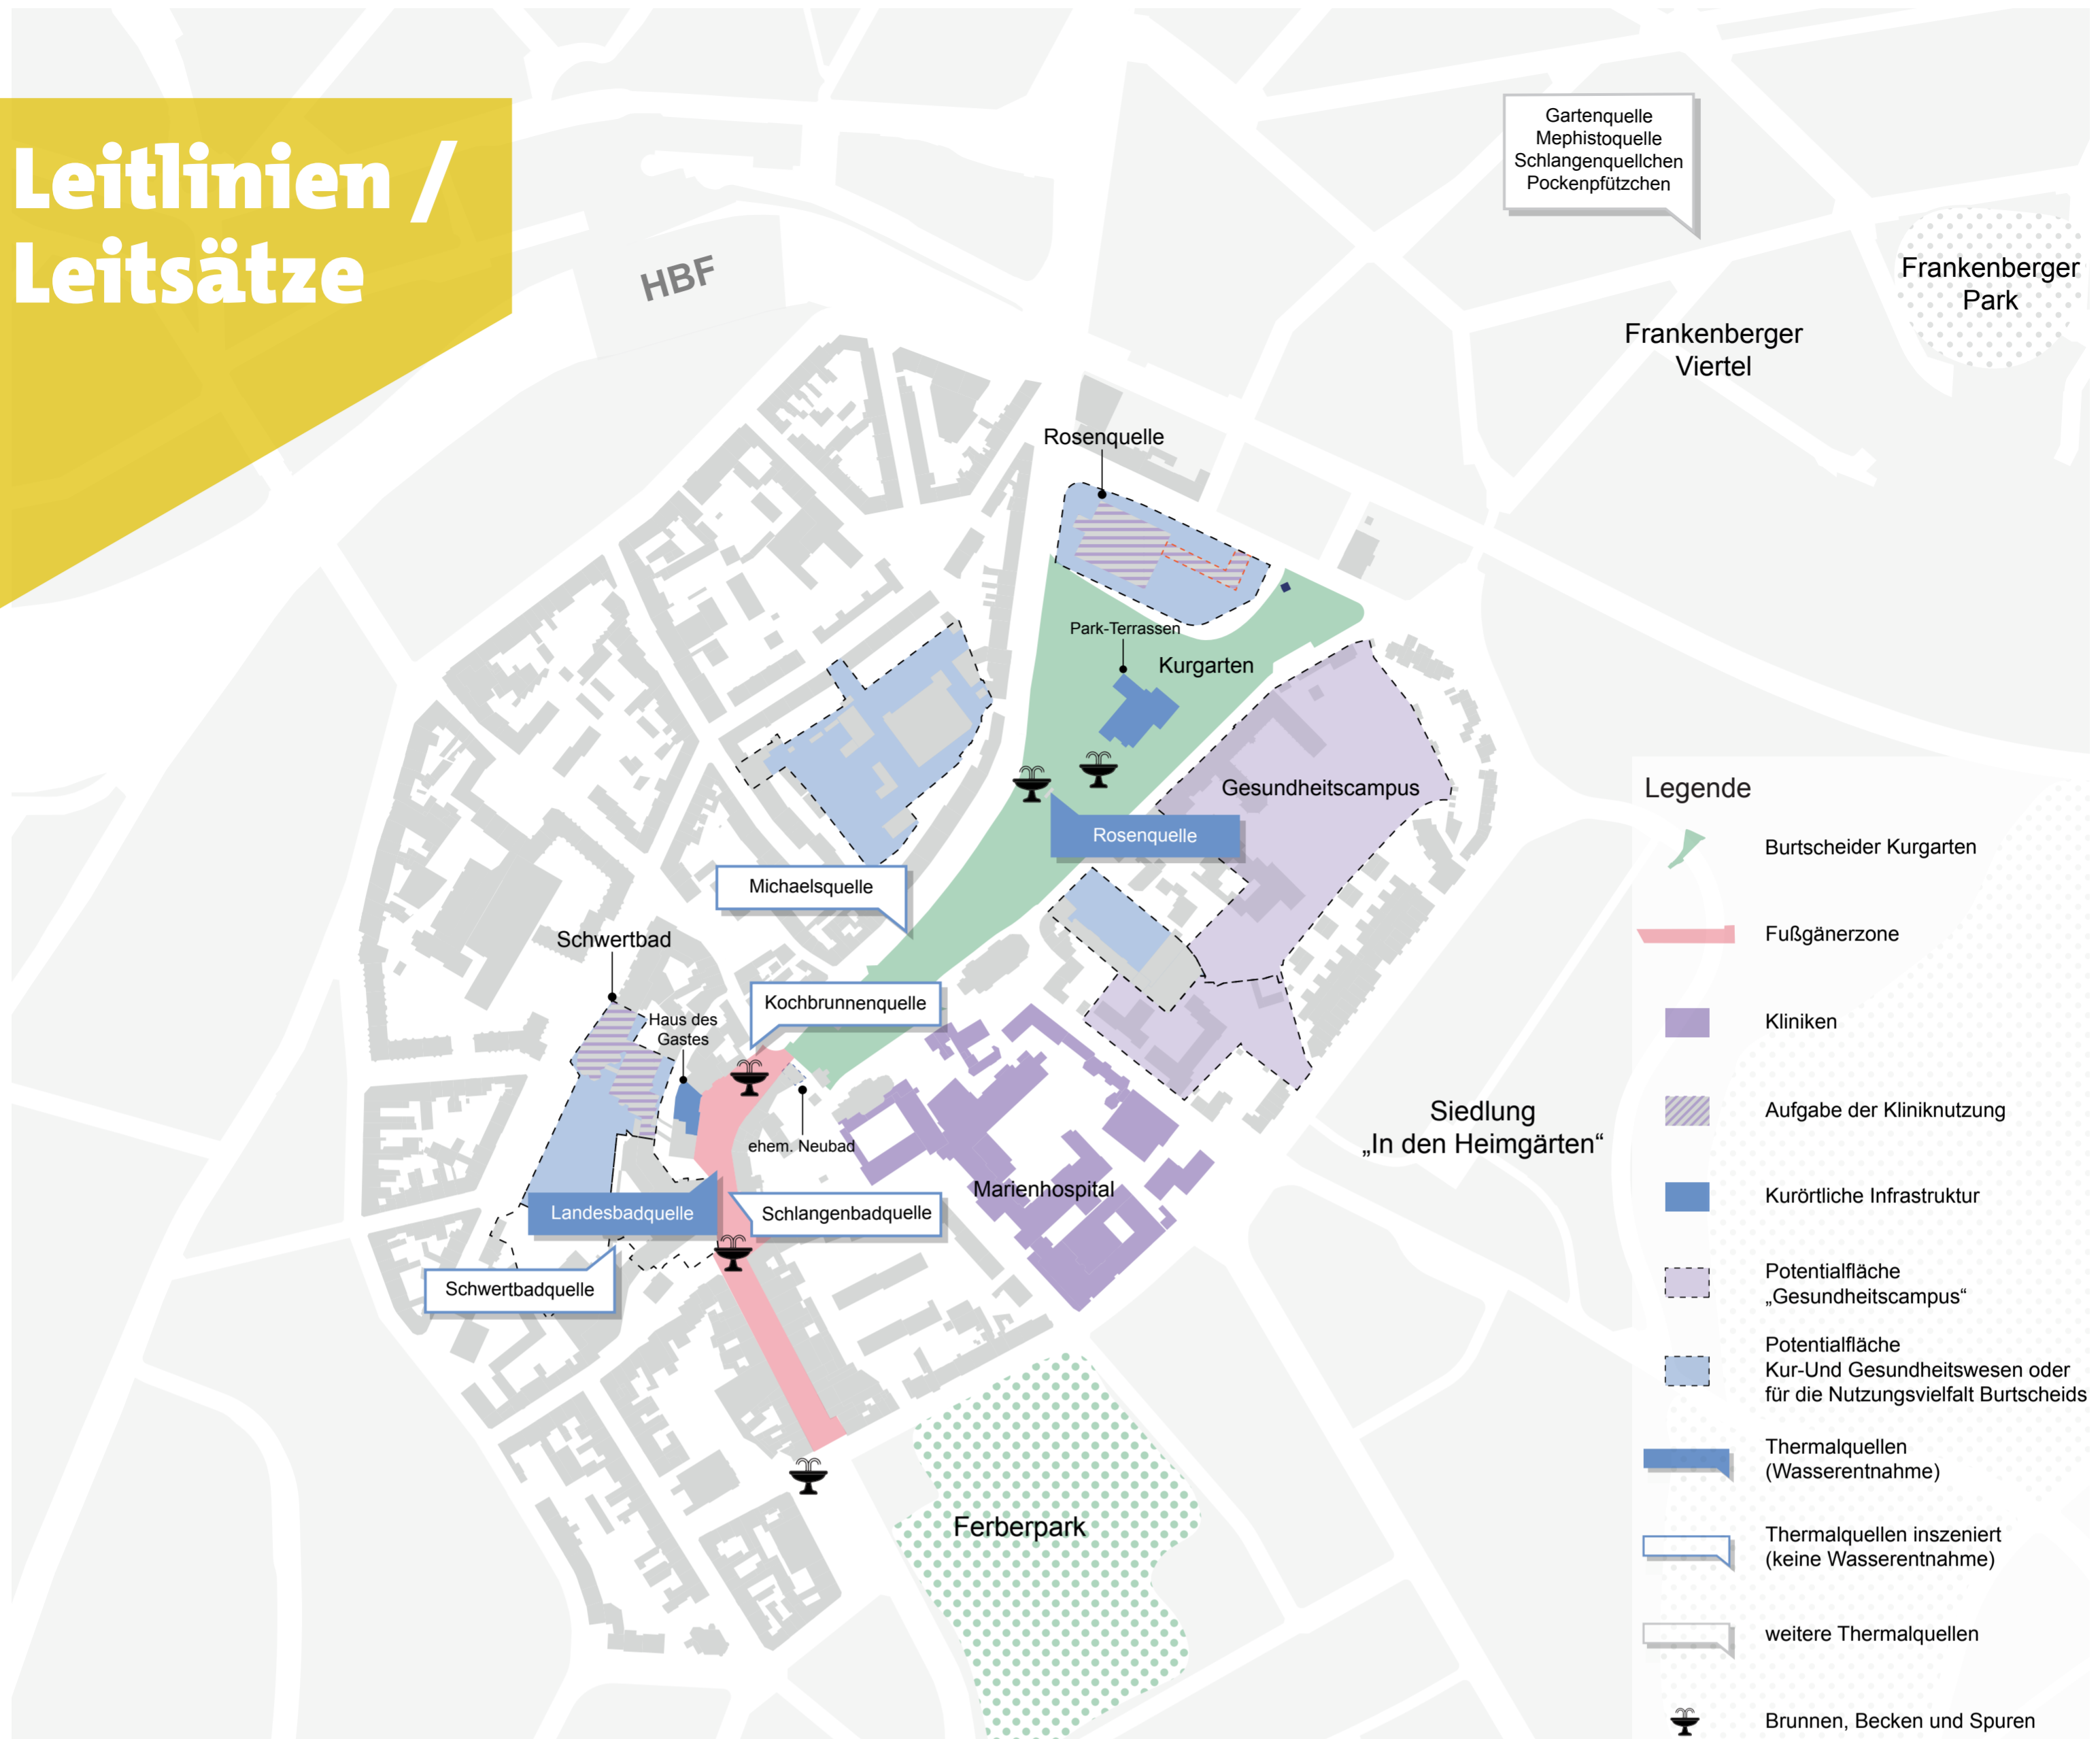 Leitlinien /
Leitsätze
HBF
Gartenquelle
Mephistoquelle
Schlangenquellchen
Pockenpfützchen
Frankenberger
Park
Frankenberger
Viertel
Rosenquelle
Park-Terrassen
Kurgarten
Gesundheitscampus
Rosenquelle
Michaelsquelle
Schwertbad
Kochbrunnenquelle
Haus des
Gastes
ehem. Neubad
Siedlung
„In den Heimgärten“
Marienhospital
Landesbadquelle
Schlangenbadquelle
Schwertbadquelle
Ferberpark
Legende
Burtscheider Kurgarten
Fußgänerzone
Kliniken
Aufgabe der Kliniknutzung
Kurörtliche Infrastruktur
Potentialfläche
„Gesundheitscampus“
Potentialfläche
Kur-Und Gesundheitswesen oder
für die Nutzungsvielfalt Burtscheids
Thermalquellen
(Wasserentnahme)
Thermalquellen inszeniert
(keine Wasserentnahme)
weitere Thermalquellen
Brunnen, Becken und Spuren